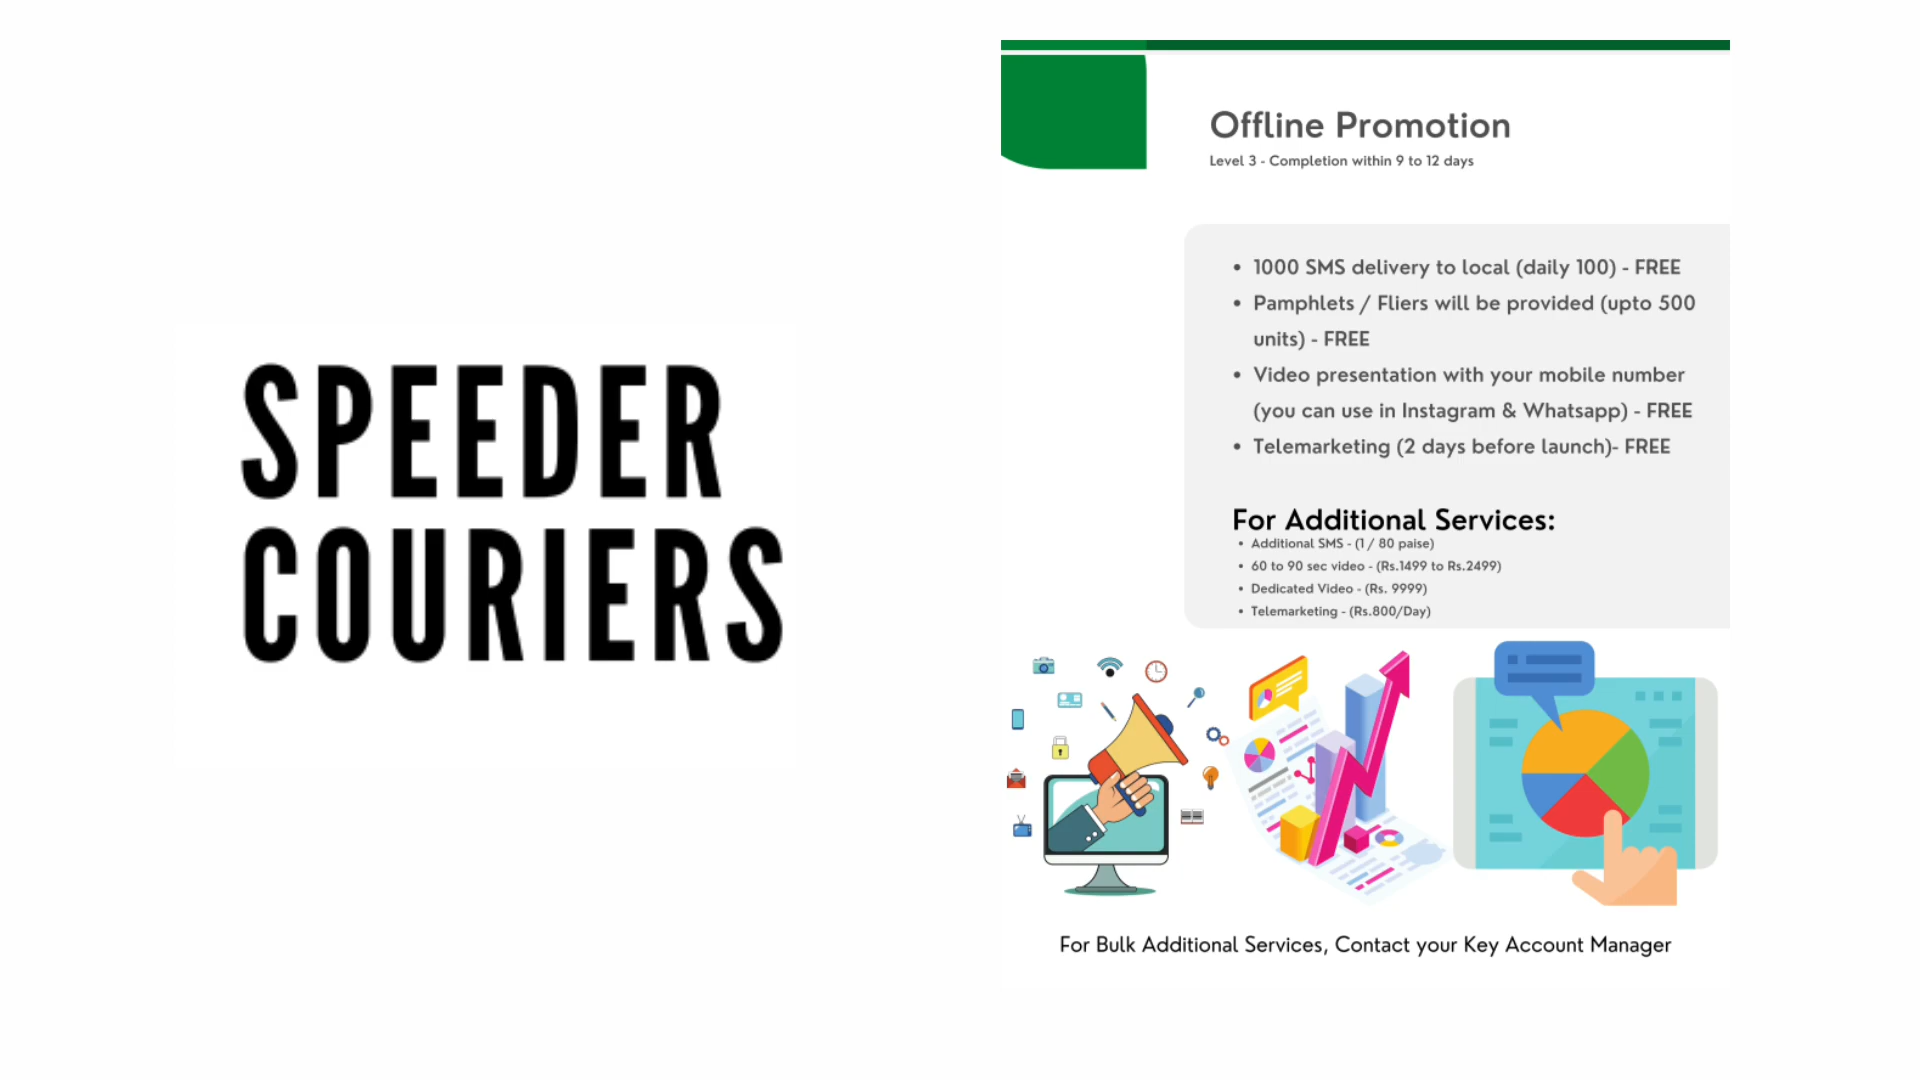 SPEEDER
COURIERS
Offline Promotion
Level 3 - Completion within 9 to 12 days
• 1000 SMS delivery to local (daily 100) - FREE
• Pamphlets / Fliers will be provided (upto 500
units) - FREE
• Video presentation with your mobile number
(you can use in Instagram & Whatsapp) - FREE
• Telemarketing (2 days before launch)- FREE
For Additional Services:
• Additional SMS - (1 / 80 paise)
• 60 to 90 sec video - (Rs.1499 to Rs.2499)
• Dedicated Video - (Rs. 9999)
• Telemarketing - (Rs.800/Day)
For Bulk Additional Services, Contact your Key Account Manager